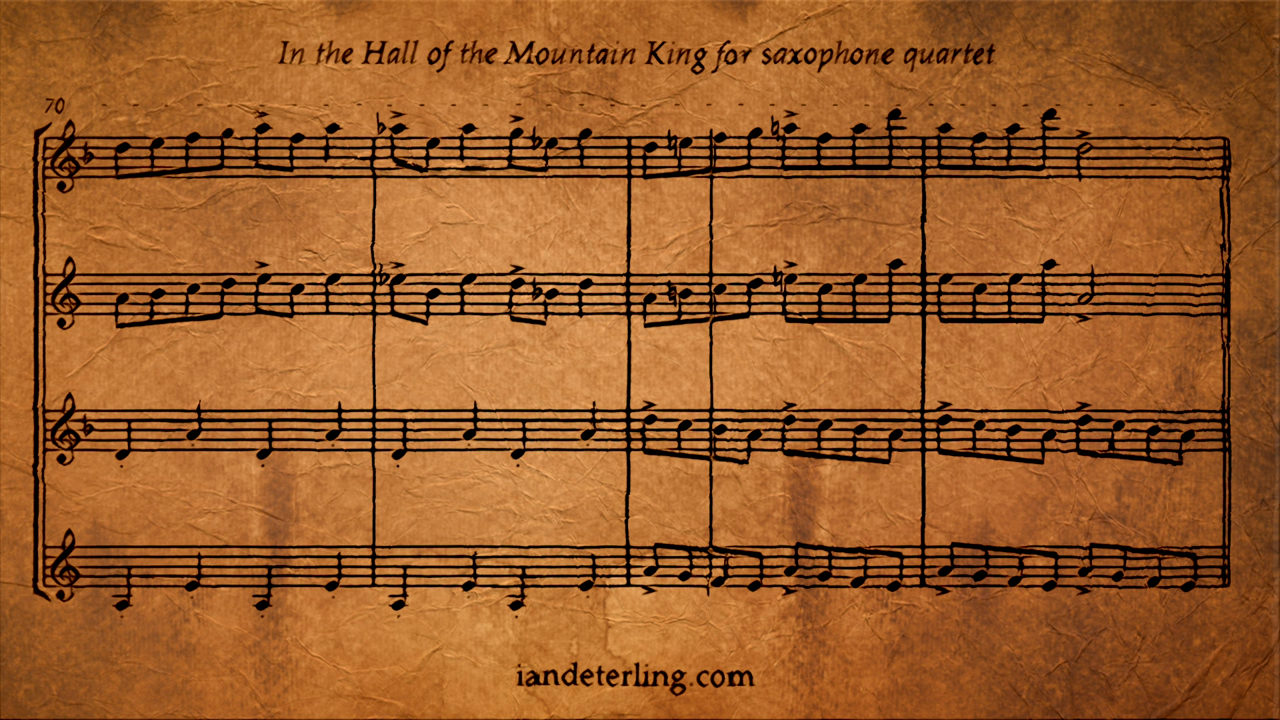 In the Hall of the Mountain King for saxophone quartet
70
iandeterling.com